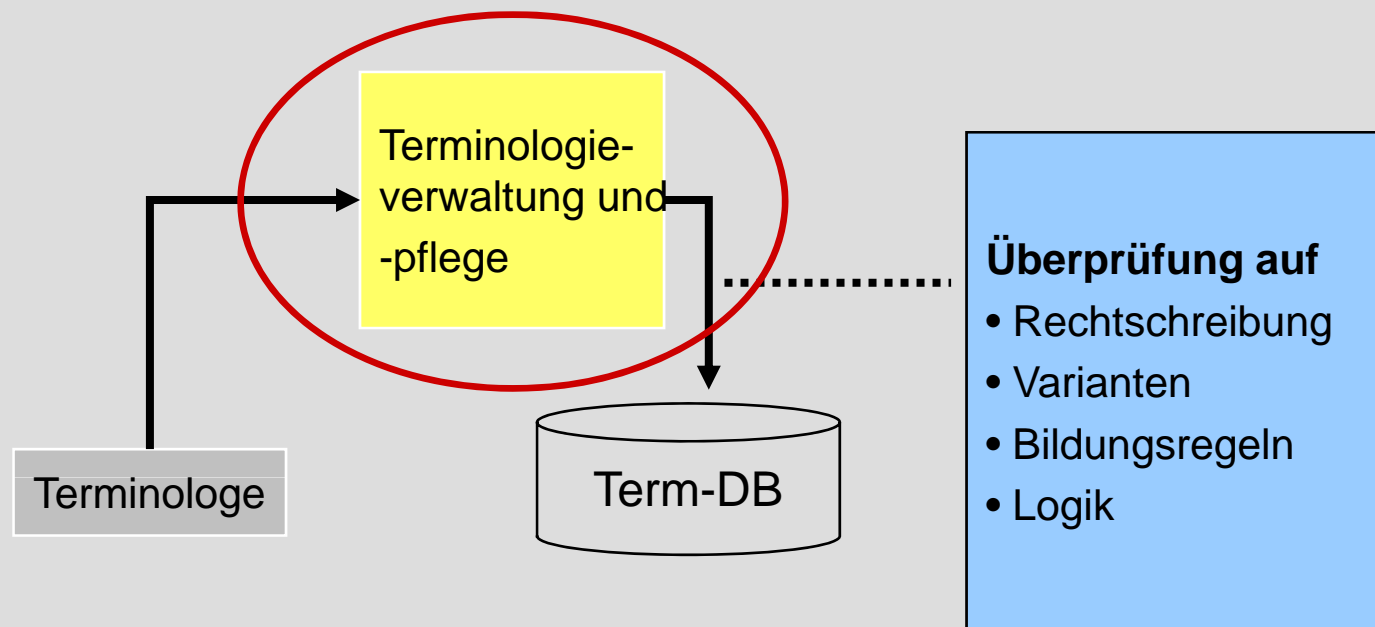 Terminologie-
verwaltung und
-pflege
Terminologe
Term-DB
Überprüfung auf
• Rechtschreibung
• Varianten
• Bildungsregeln
• Logik